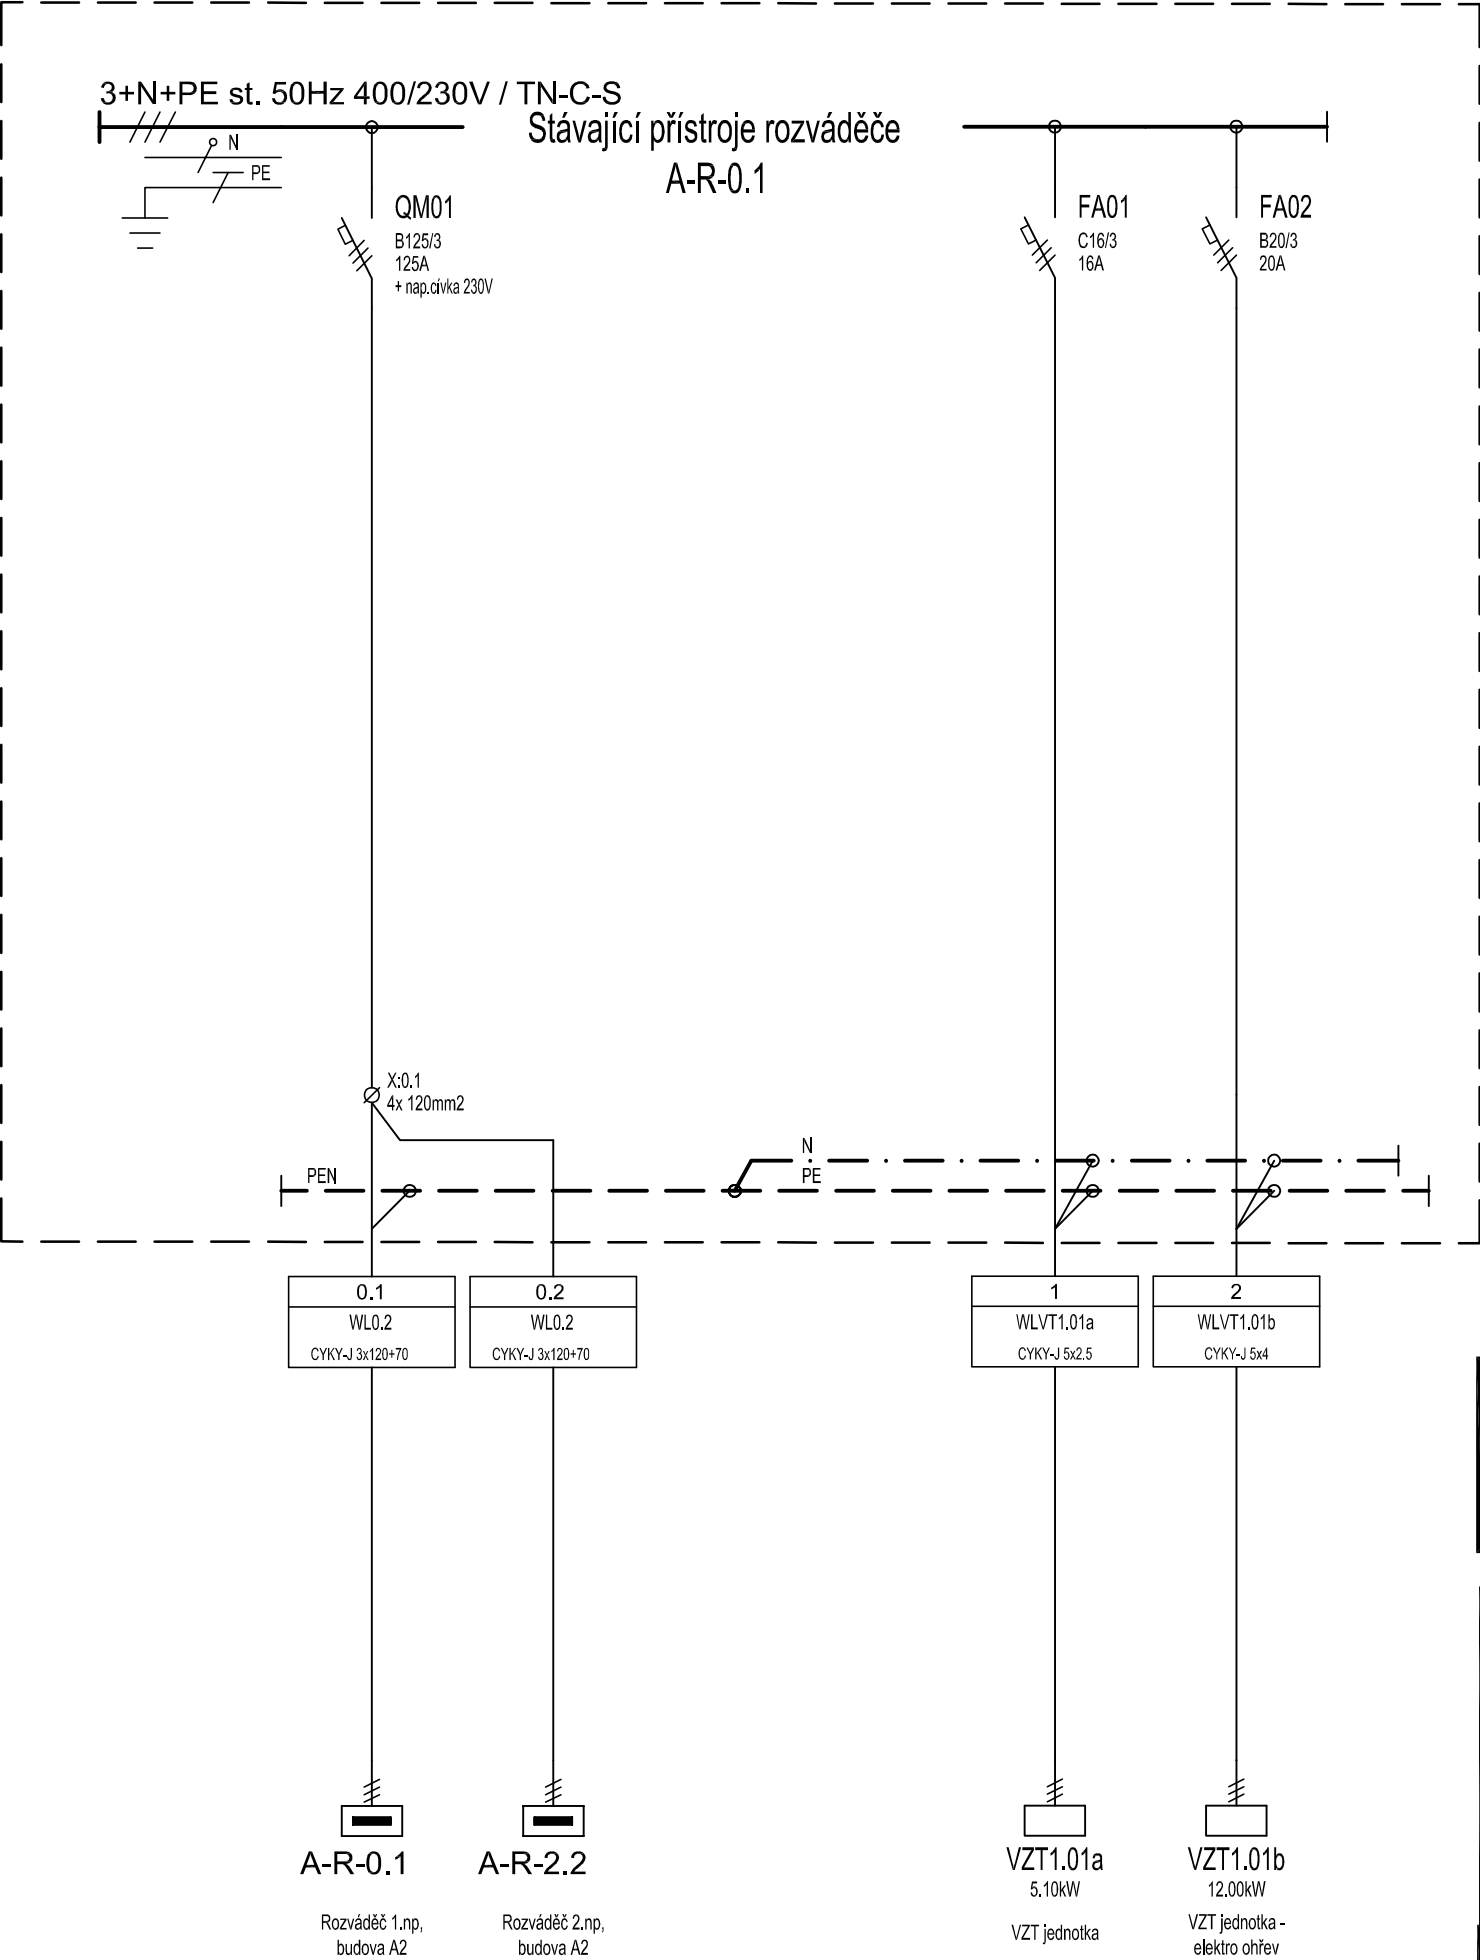 3+N+PE st. 50Hz 400/230V / TN-C-S
Stávající přístroje rozváděče
A-R-0.1
N
PE
QM01
B125/3
125A
+ nap.cívka 230V
FA01
C16/3
16A
FA02
B20/3
20A
X:0.1
4x 120mm2
PEN
N
PE
0.1
WL0.2
CYKY-J 3x120+70
0.2
WL0.2
CYKY-J 3x120+70
1
WLVT1.01a
CYKY-J 5x2.5
2
WLVT1.01b
CYKY-J 5x4
A-R-0.1
Rozváděč 1.np,
budova A2
A-R-2.2
Rozváděč 2.np,
budova A2
VZT1.01a
5.10kW
VZT jednotka
VZT1.01b
12.00kW
VZT jednotka -
elektro ohřev